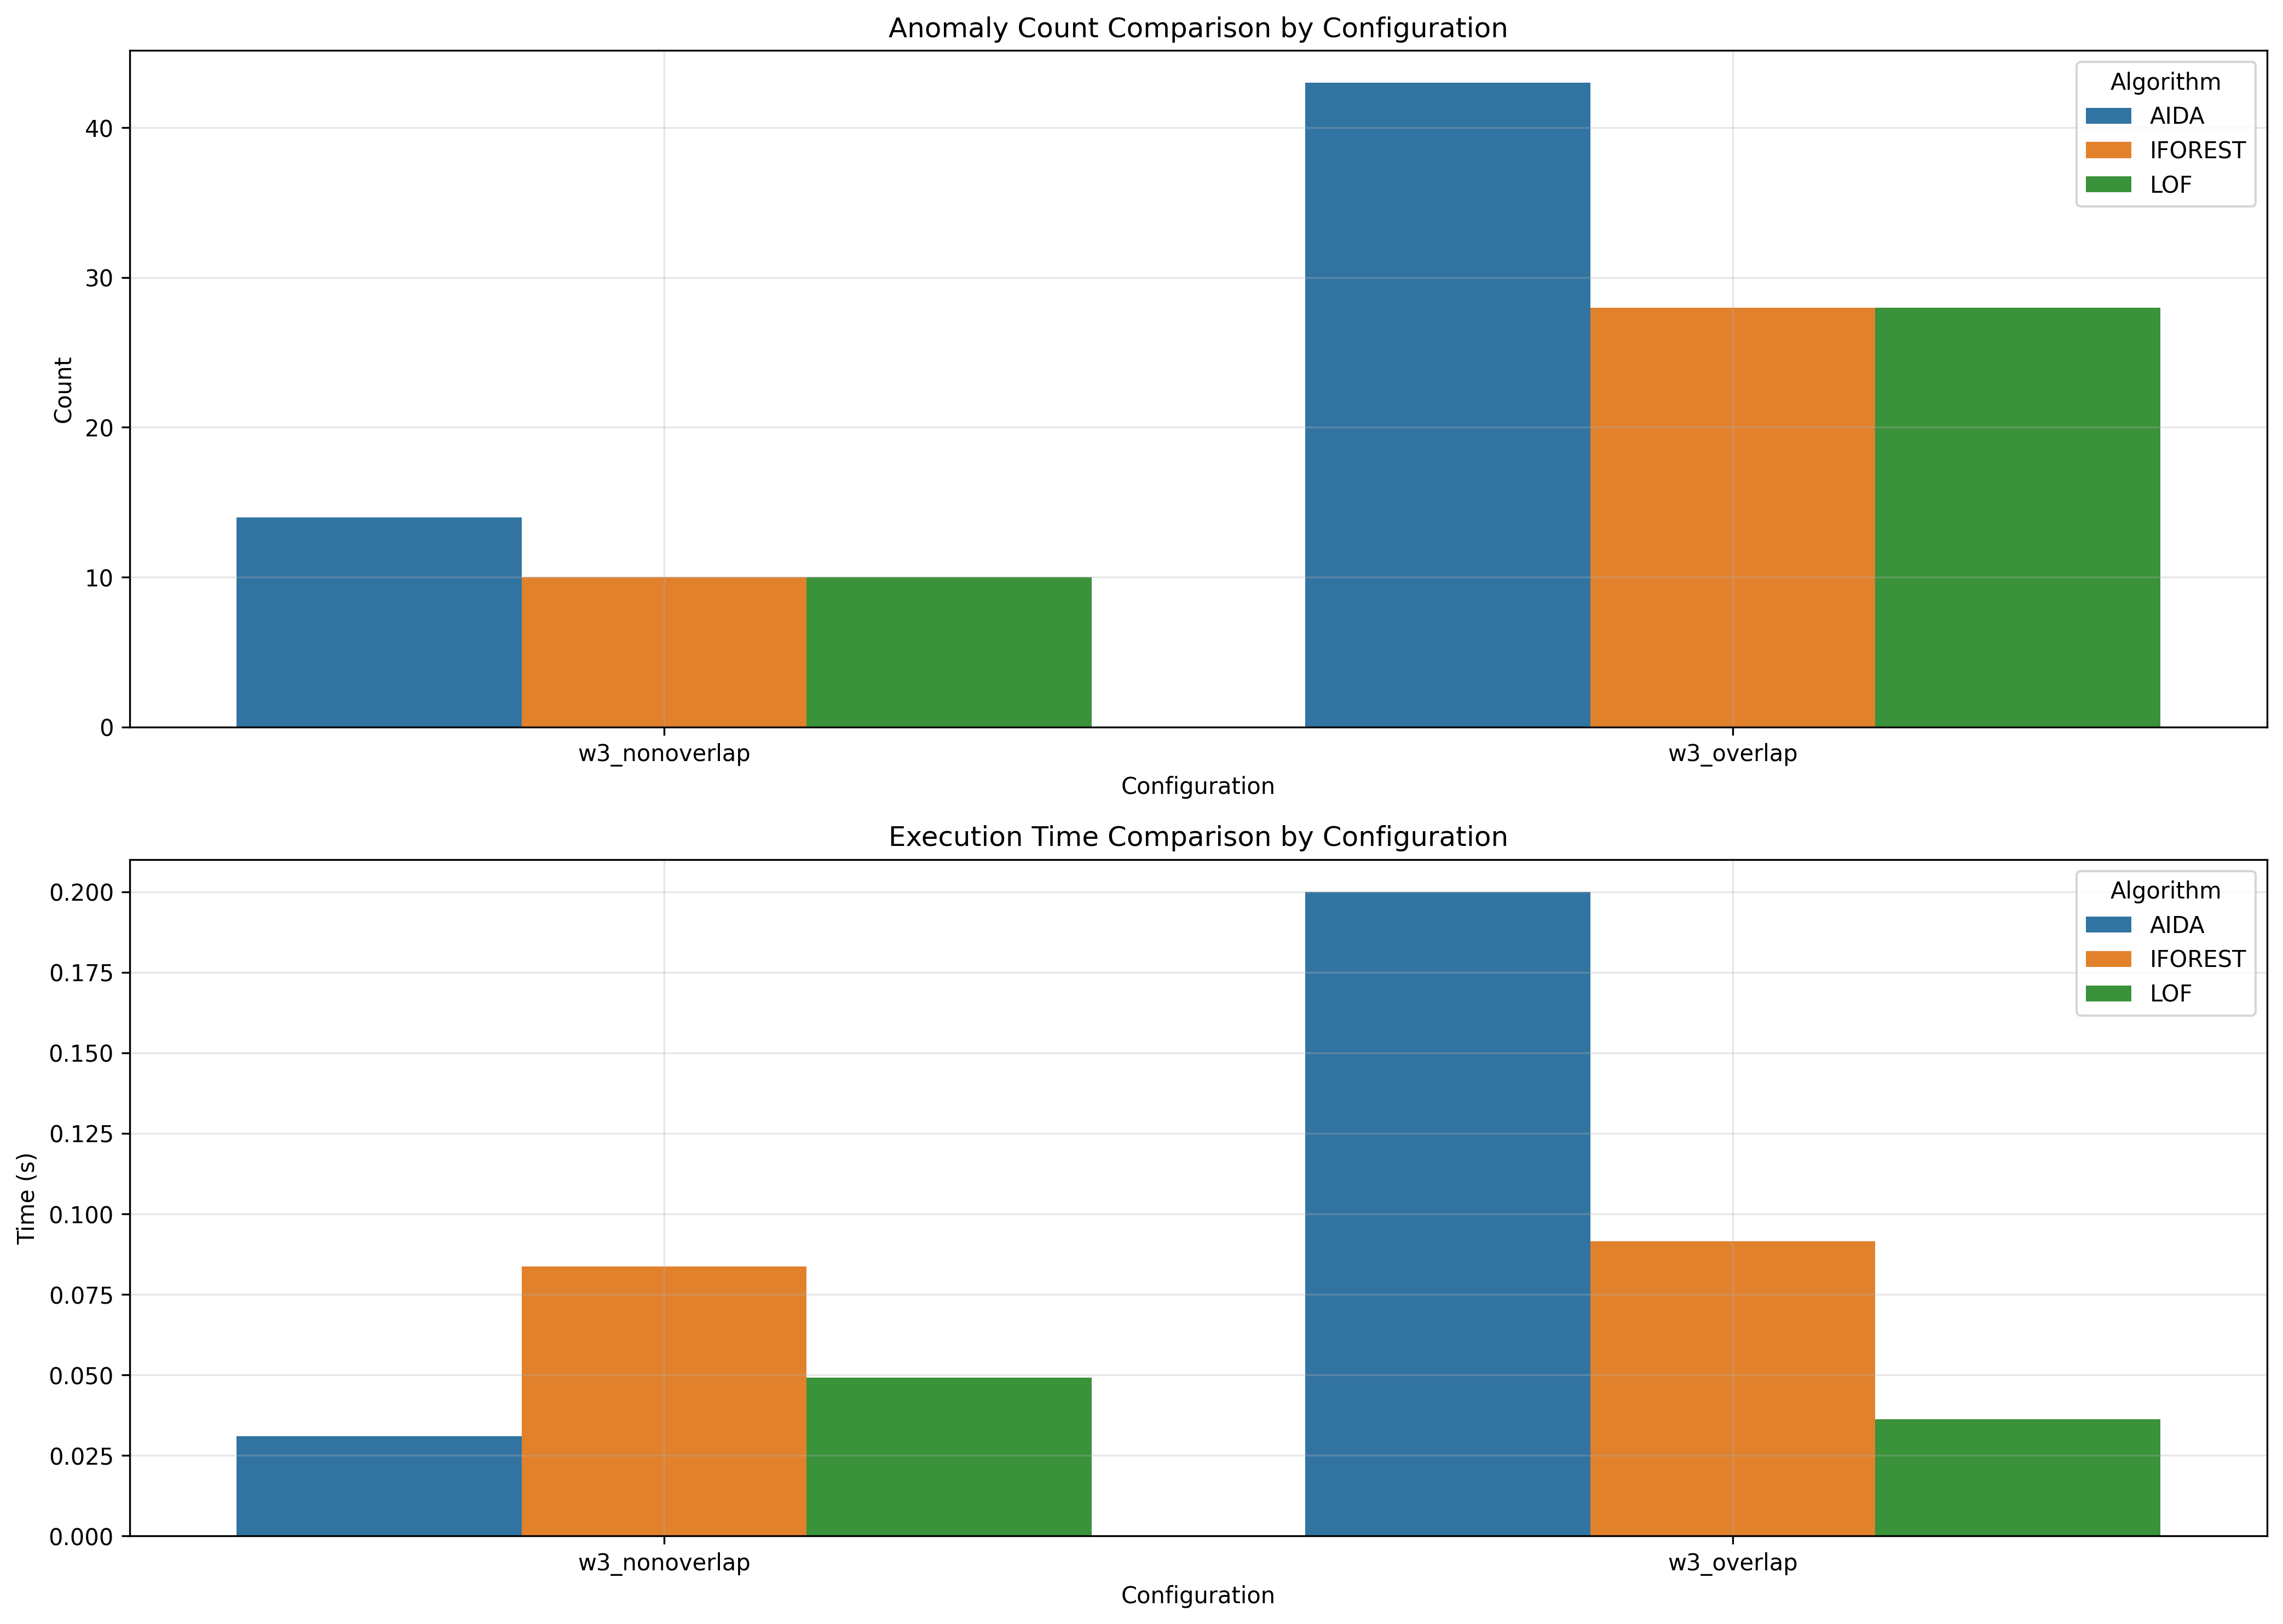 Anomaly Count Comparison by Configuration
Algorithm
AIDA
IFOREST
LOF
40
30
20
10
0
Count
w3_nonoverlap
w3_overlap
Configuration
Execution Time Comparison by Configuration
Algorithm
AIDA
IFOREST
LOF
0.200
0.175
0.150
0.125
0.100
0.075
0.050
0.025
0.000
Time (s)
w3_nonoverlap
w3_overlap
Configuration